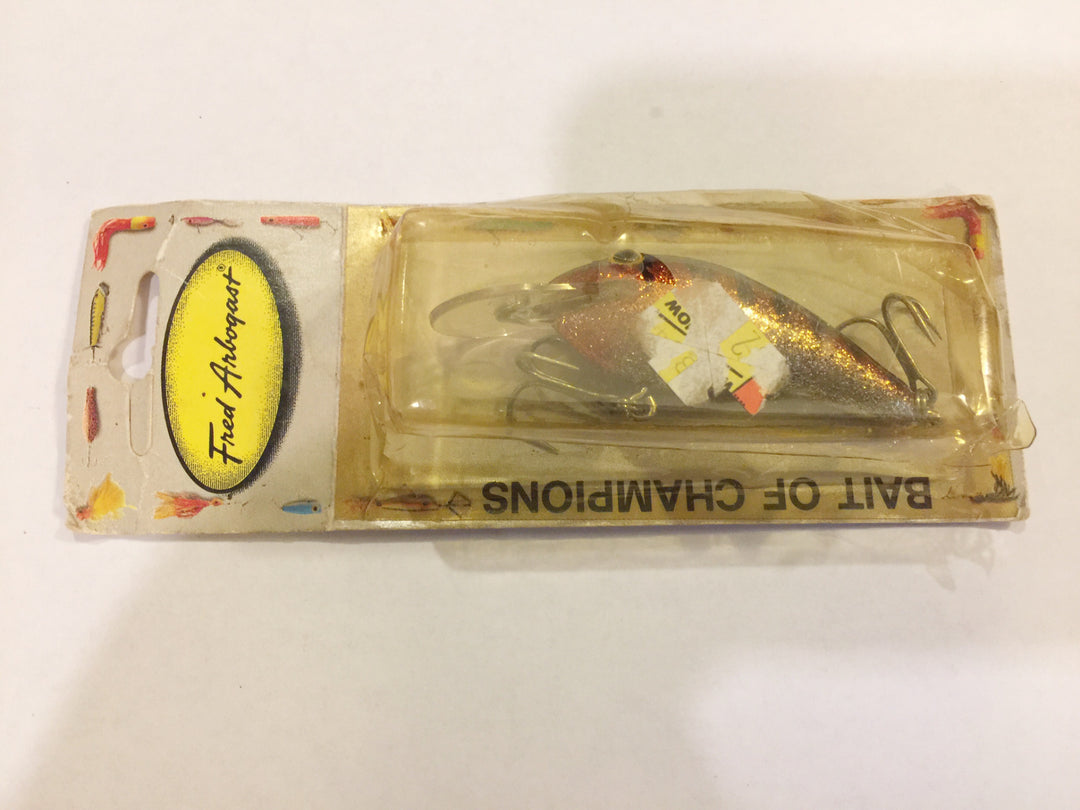 Fred Arbogast®
BAIT OF CHAMPIONS